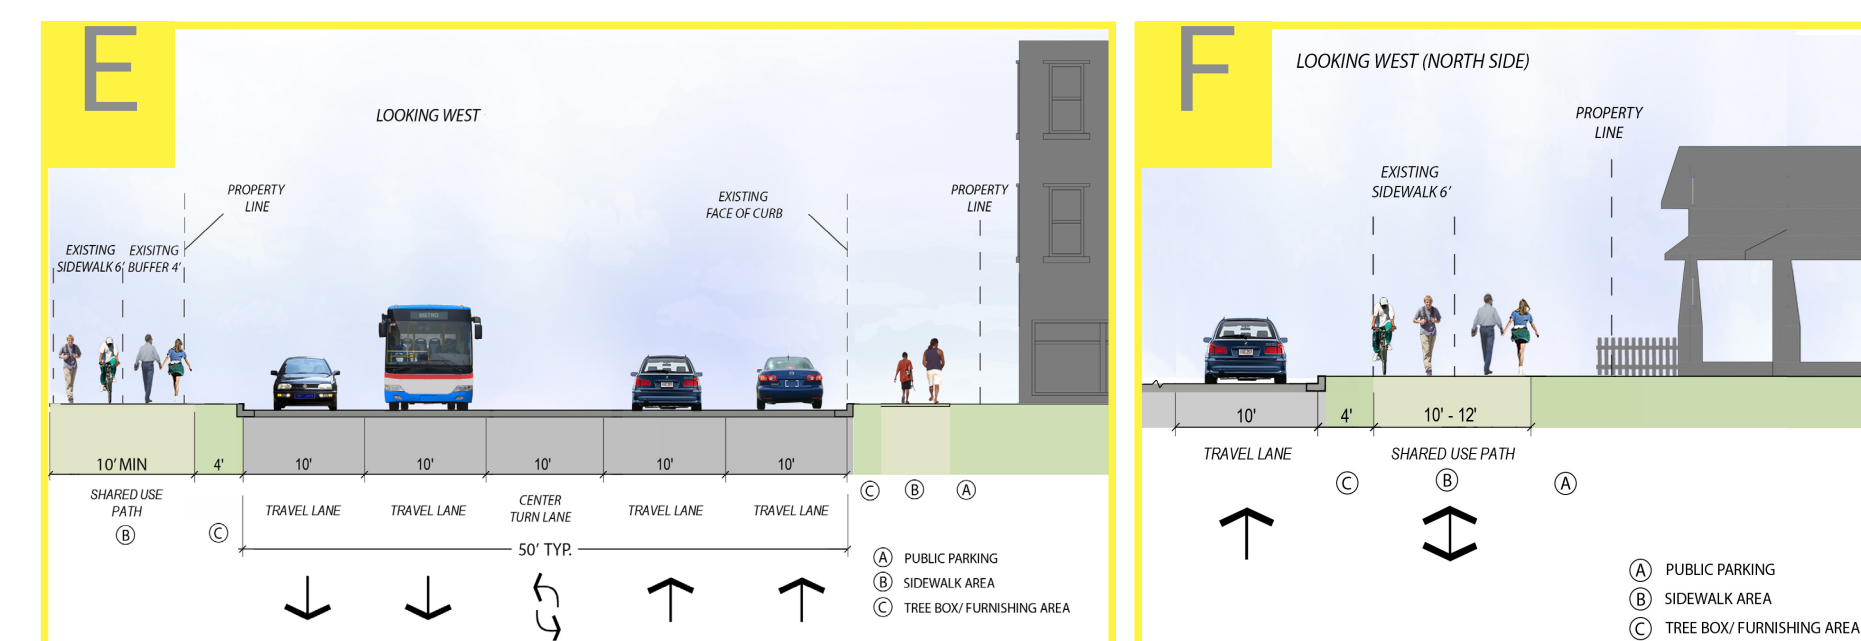 E
LOOKING WEST
PROPERTY
LINE
EXISTING
FACE OF CURB
PROPERTY
LINE
EXISTING
SIDEWALK 6'
EXISITNG
BUFFER 4'
METRO
10' MIN
4'
10'
10'
10'
10'
10'
SHARED USE
PATH
B
C
TRAVEL LANE
TRAVEL LANE
CENTER
TURN LANE
TRAVEL LANE
TRAVEL LANE
C
B
A
50' TYP.
A PUBLIC PARKING
B SIDEWALK AREA
C TREE BOX/ FURNISHING AREA
F
LOOKING WEST (NORTH SIDE)
PROPERTY
LINE
EXISTING
SIDEWALK 6'
10'
4'
10' - 12'
TRAVEL LANE
SHARED USE PATH
C
B
A
A PUBLIC PARKING
B SIDEWALK AREA
C TREE BOX/ FURNISHING AREA